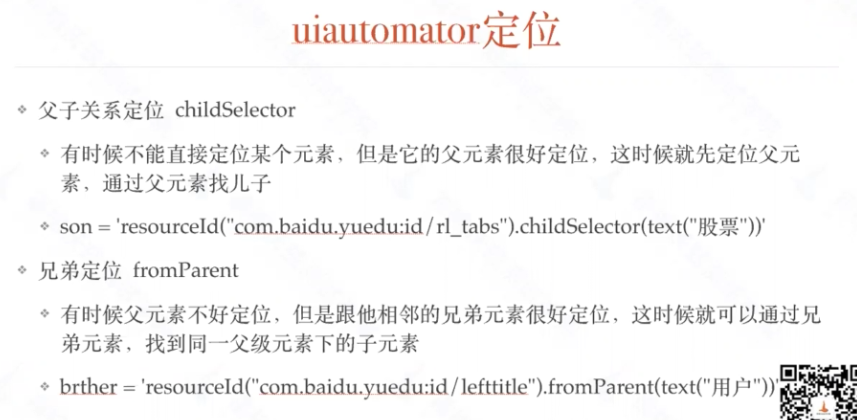 uiautomator定位
父子关系定位 childSelector
有时候不能直接定位某个元素，但是它的父元素很好定位，这时候就先定位父元
素，通过父元素找儿子
son = 'resourceId("com.baidu.yuedu:id/rl_tabs").childSelector(text("股票"))'
兄弟定位 fromParent
有时候父元素不好定位，但是跟他相邻的兄弟元素很好定位，这时候就可以通过兄
弟元素，找到同一父级元素下的子元素
brther = 'resourceId("com.baidu.yuedu:id/lefttitle").fromParent(text("用户"))'